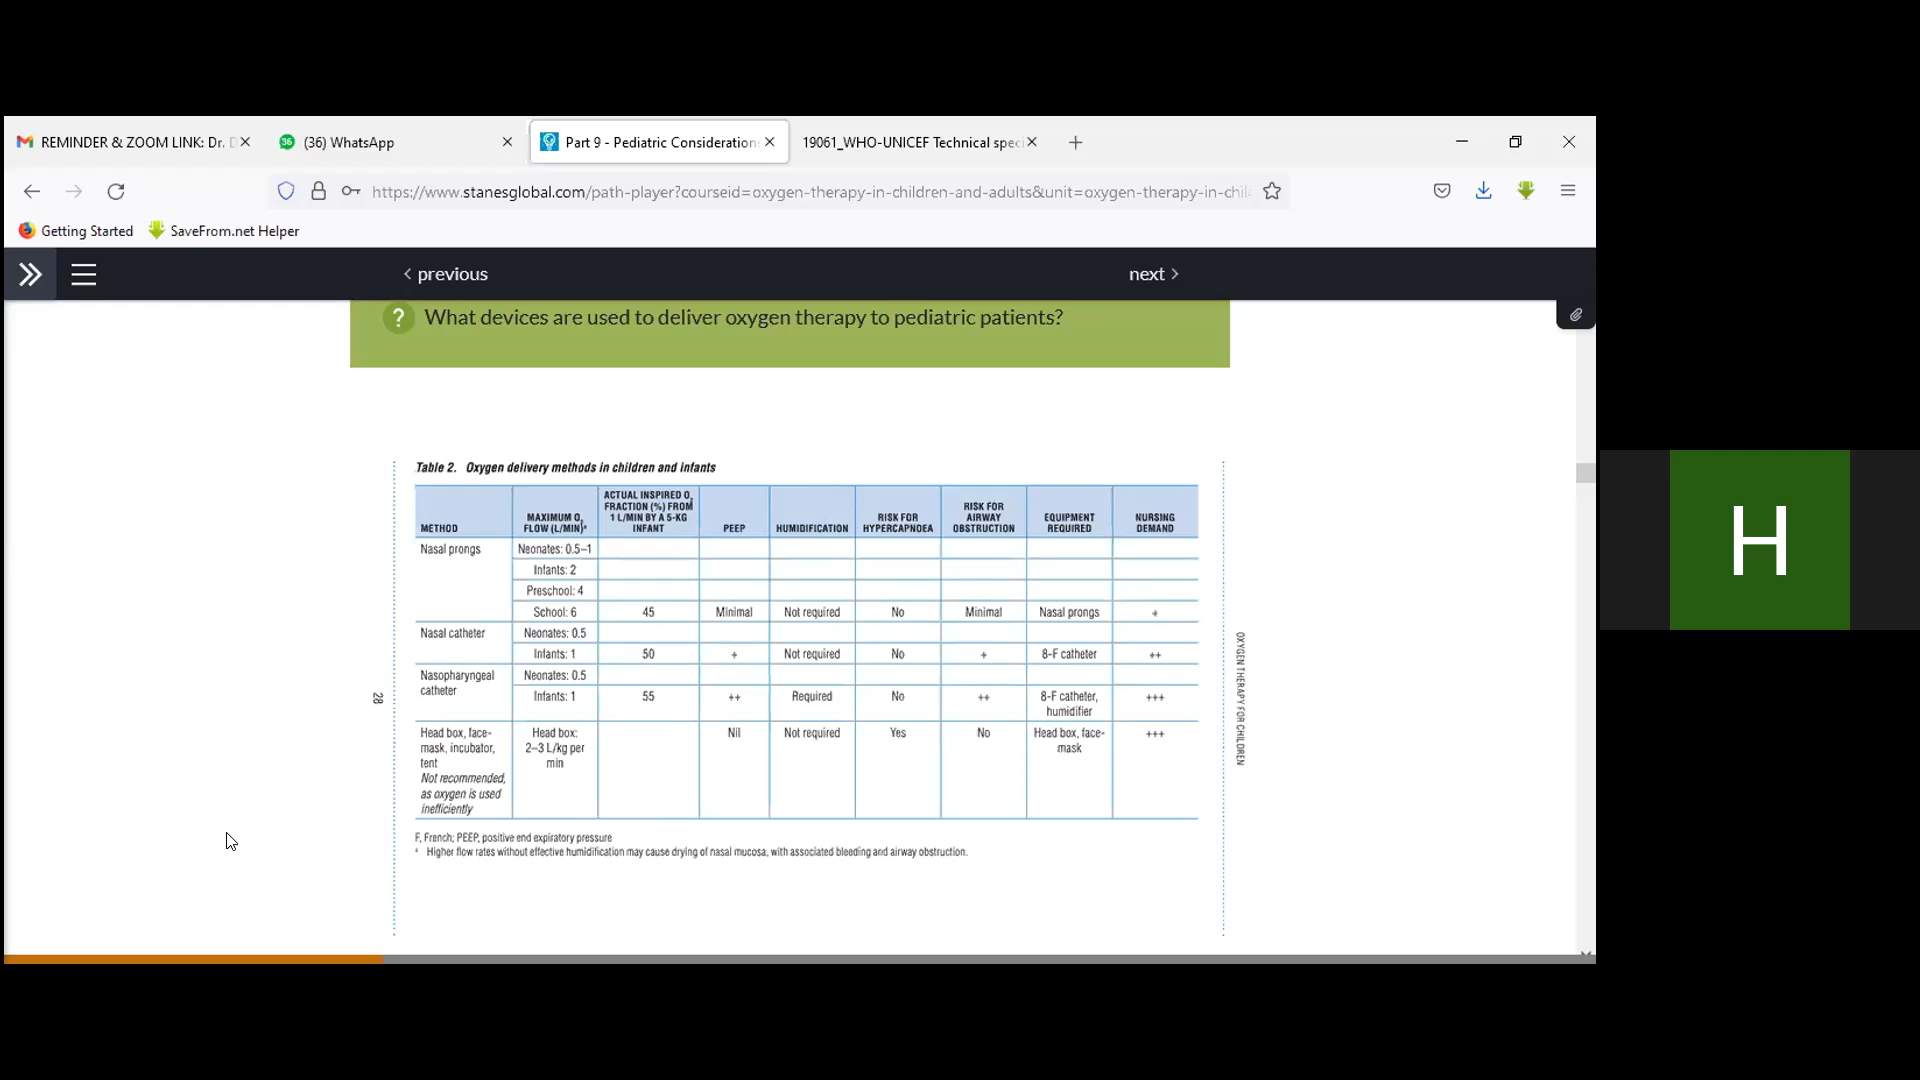 REMINDER & ZOOM LINK: Dr. D
36 (36) WhatsApp
Part 9 - Pediatric Consideration
19061_WHO-UNICEF Technical spec
https://www.stanesglobal.com/path-player?courseid=oxygen-therapy-in-children-and-adults&unit=oxygen-therapy-in-chil
Getting Started
SaveFrom.net Helper
previous
next
? What devices are used to deliver oxygen therapy to pediatric patients?
Table 2. Oxygen delivery methods in children and infants
METHOD
MAXIMUM O2
FLOW (L/MIN)a
ACTUAL INSPIRED O2
FRACTION (%) FROM
1 L/MIN BY A 5-KG
INFANT
PEEP
HUMIDIFICATION
RISK FOR
HYPERCAPNOEA
RISK FOR
AIRWAY
OBSTRUCTION
EQUIPMENT
REQUIRED
NURSING
DEMAND
Nasal prongs Neonates: 0.5–1
Infants: 2
Preschool: 4
School: 6 45 Minimal Not required No Minimal Nasal prongs +
Nasal catheter Neonates: 0.5
Infants: 1 50 + Not required No + 8-F catheter ++
Nasopharyngeal
catheter
Neonates: 0.5
Infants: 1 55 ++ Required No ++ 8-F catheter,
humidifier
+++
Head box, face-
mask, incubator,
tent
Not recommended,
as oxygen is used
inefficiently
Head box:
2–3 L/kg per
min
Nil Not required Yes No Head box, face-
mask
+++
F, French; PEEP, positive end expiratory pressure
a Higher flow rates without effective humidification may cause drying of nasal mucosa, with associated bleeding and airway obstruction.
28
OXYGEN THERAPY FOR CHILDREN
H